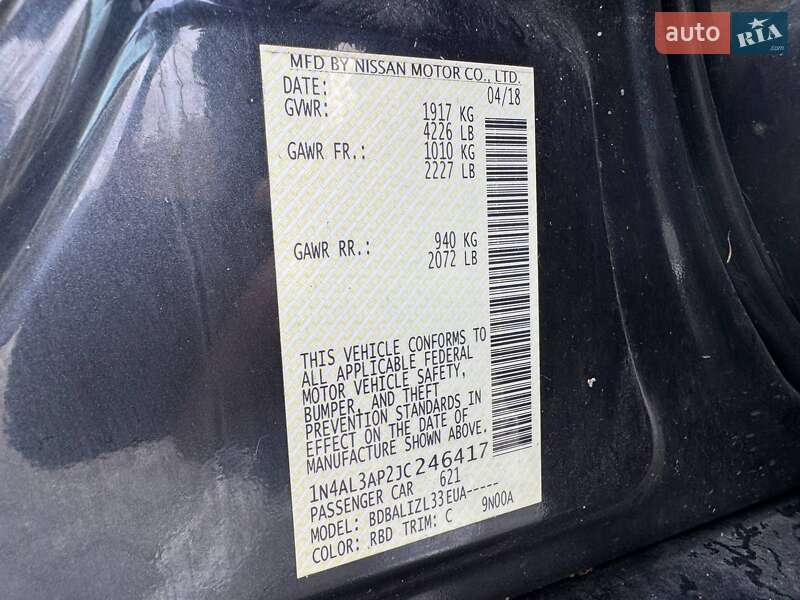 auto RIA.com
MFD BY NISSAN MOTOR CO., LTD.
DATE: 04/18
GVWR: 1917 KG
4226 LB
GAWR FR.: 1010 KG
2227 LB
GAWR RR.: 940 KG
2072 LB
THIS VEHICLE CONFORMS TO
ALL APPLICABLE FEDERAL
MOTOR VEHICLE SAFETY,
BUMPER, AND THEFT
PREVENTION STANDARDS IN
EFFECT ON THE DATE OF
MANUFACTURE SHOWN ABOVE.
1N4AL3AP2JC246417
PASSENGER CAR 621
MODEL: BDBALIZL33EUA-----
COLOR: RBD TRIM: C 9N00A